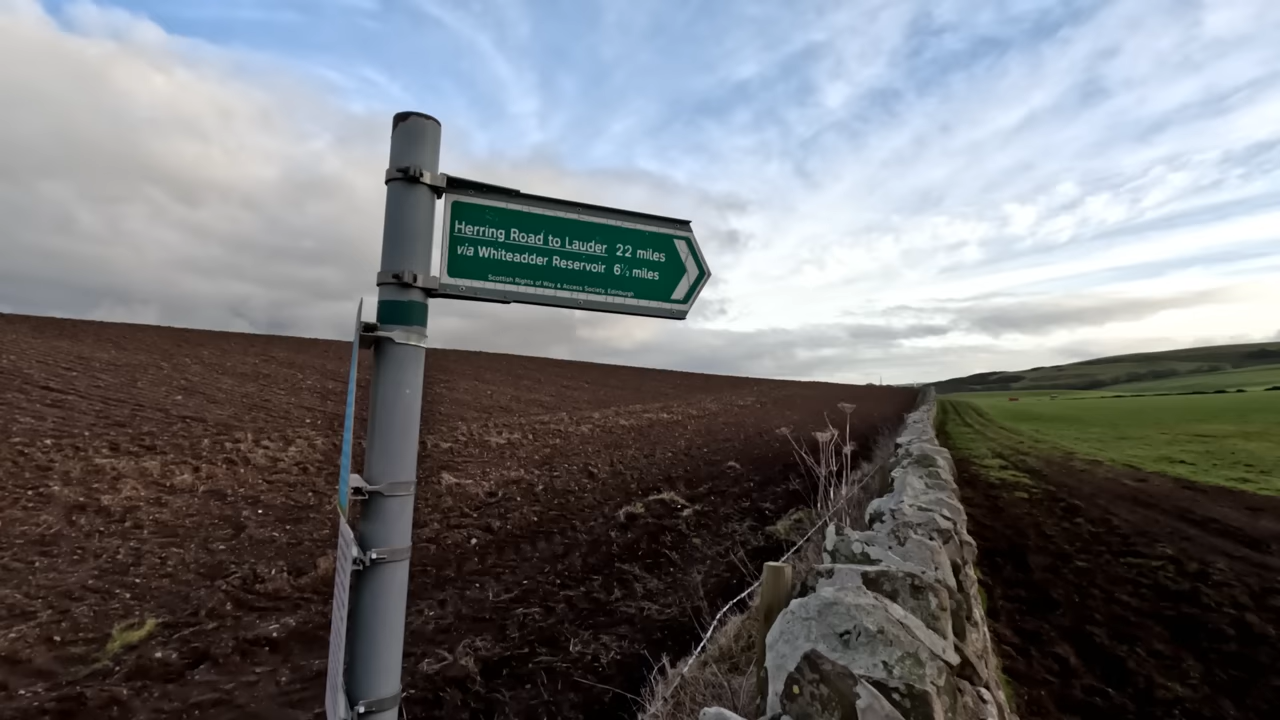 Herring Road to Lauder 22 miles
via Whiteadder Reservoir 6½ miles
Scottish Rights of Way & Access Society, Edinburgh